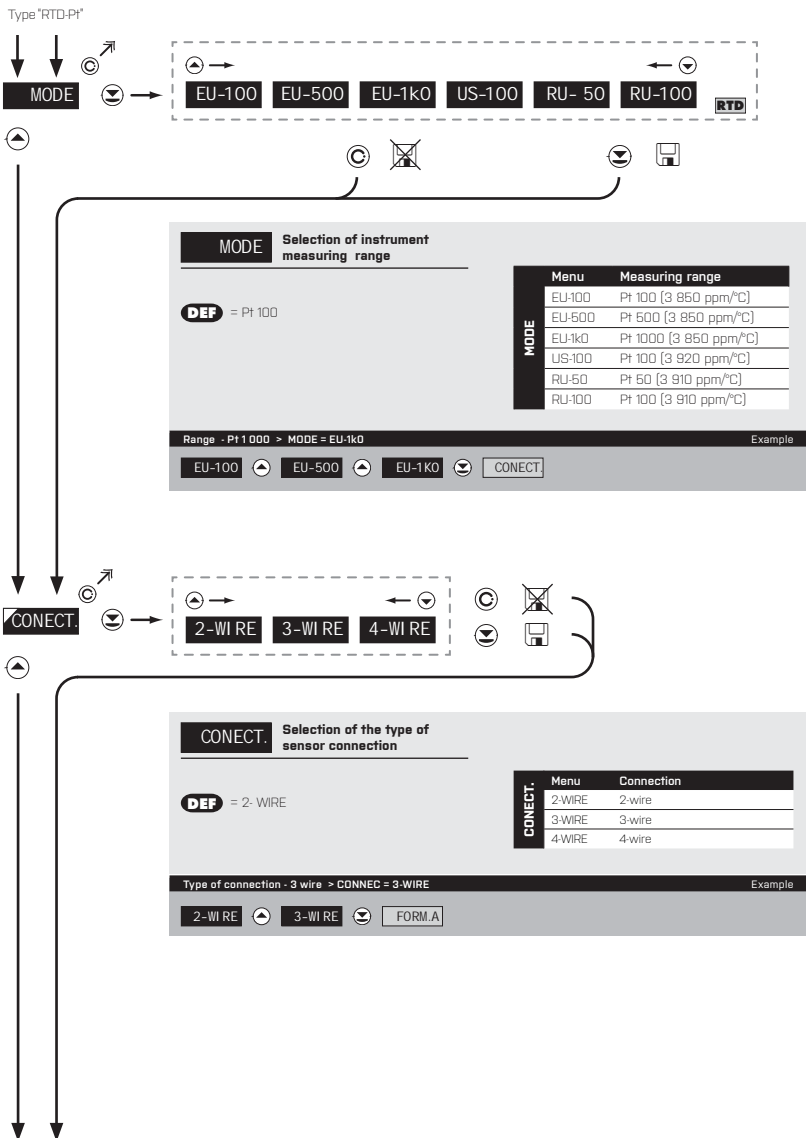 Type "RTD-Pt"
MODE
EU-100 EU-500 EU-1k0 US-100 RU- 50 RU-100
RTD
MODE
Selection of instrument
measuring range
DEF = Pt 100
MODE
Menu Measuring range
EU-100 Pt 100 (3 850 ppm/°C)
EU-500 Pt 500 (3 850 ppm/°C)
EU-1k0 Pt 1000 (3 850 ppm/°C)
US-100 Pt 100 (3 920 ppm/°C)
RU-50 Pt 50 (3 910 ppm/°C)
RU-100 Pt 100 (3 910 ppm/°C)
Range - Pt 1 000 > MODE = EU-1k0 Example
EU-100 EU-500 EU-1K0 CONECT.
CONECT.
2-WIRE 3-WIRE 4-WIRE
CONECT.
Selection of the type of
sensor connection
DEF = 2- WIRE
CONECT.
Menu Connection
2-WIRE 2-wire
3-WIRE 3-wire
4-WIRE 4-wire
Type of connection - 3 wire > CONNEC = 3-WIRE Example
2-WIRE 3-WIRE FORM.A